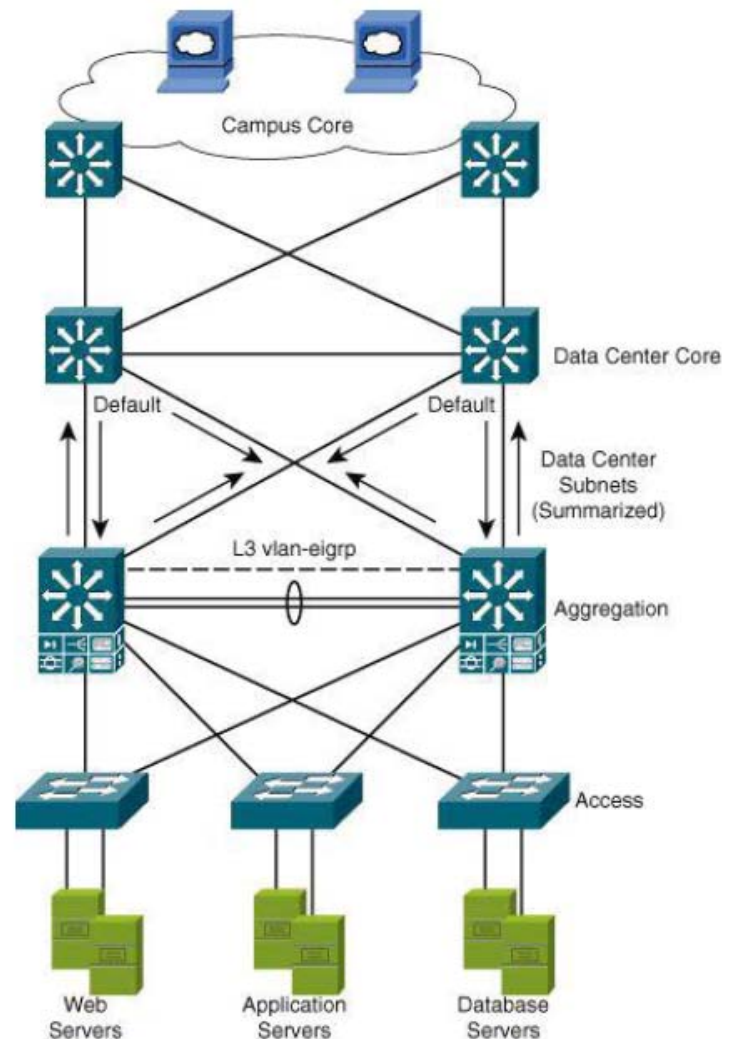 Campus Core
Data Center Core
Default
Default
Data Center
Subnets
(Summarized)
L3 vlan-eigrp
Aggregation
Access
Web
Servers
Application
Servers
Database
Servers